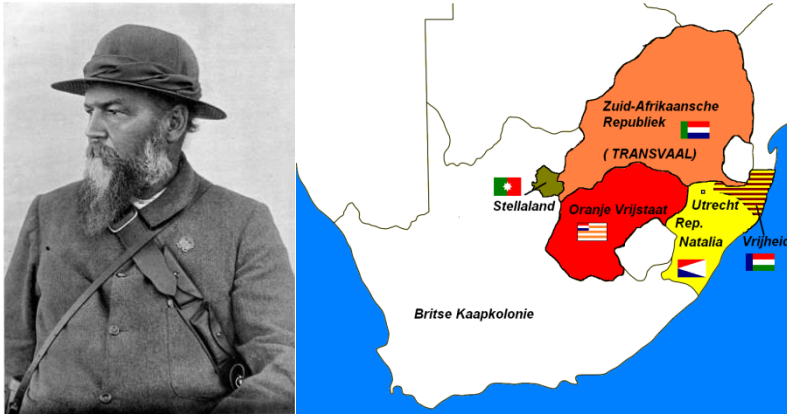 Zuid-Afrikaansche
Republiek
( TRANSVAAL)
Stellaland
Oranje Vrijstaat
Utrecht
Rep.
Natalia
Vrijheid
Britse Kaapkolonie